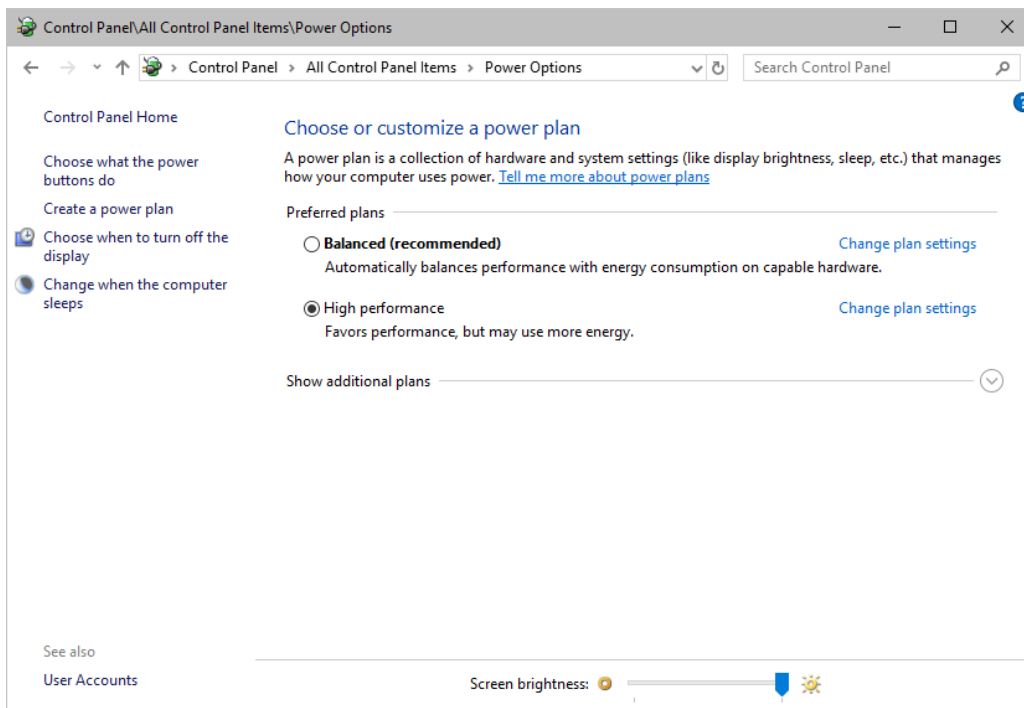 Control Panel\All Control Panel Items\Power Options
Control Panel > All Control Panel Items > Power Options
Search Control Panel
Control Panel Home
Choose what the power
buttons do
Create a power plan
Choose when to turn off the
display
Change when the computer
sleeps
Choose or customize a power plan
A power plan is a collection of hardware and system settings (like display brightness, sleep, etc.) that manages
how your computer uses power. Tell me more about power plans
Preferred plans
Balanced (recommended) Change plan settings
Automatically balances performance with energy consumption on capable hardware.
High performance Change plan settings
Favors performance, but may use more energy.
Show additional plans
See also
User Accounts
Screen brightness: